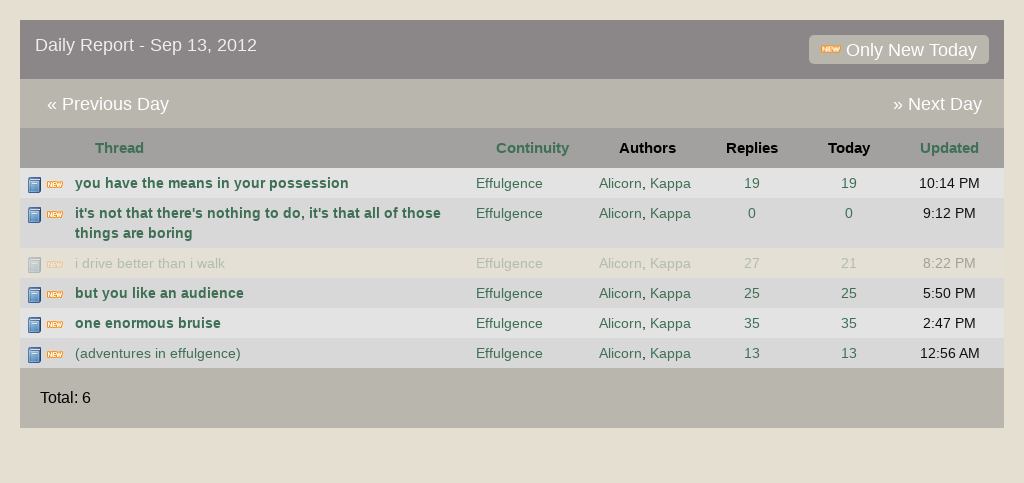 Daily Report - Sep 13, 2012
NEW Only New Today
« Previous Day » Next Day
Thread Continuity Authors Replies Today Updated
NEW you have the means in your possession Effulgence Alicorn, Kappa 19 19 10:14 PM
NEW it's not that there's nothing to do, it's that all of those Effulgence Alicorn, Kappa 0 0 9:12 PM
things are boring
NEW i drive better than i walk Effulgence Alicorn, Kappa 27 21 8:22 PM
NEW but you like an audience Effulgence Alicorn, Kappa 25 25 5:50 PM
NEW one enormous bruise Effulgence Alicorn, Kappa 35 35 2:47 PM
NEW (adventures in effulgence) Effulgence Alicorn, Kappa 13 13 12:56 AM
Total: 6